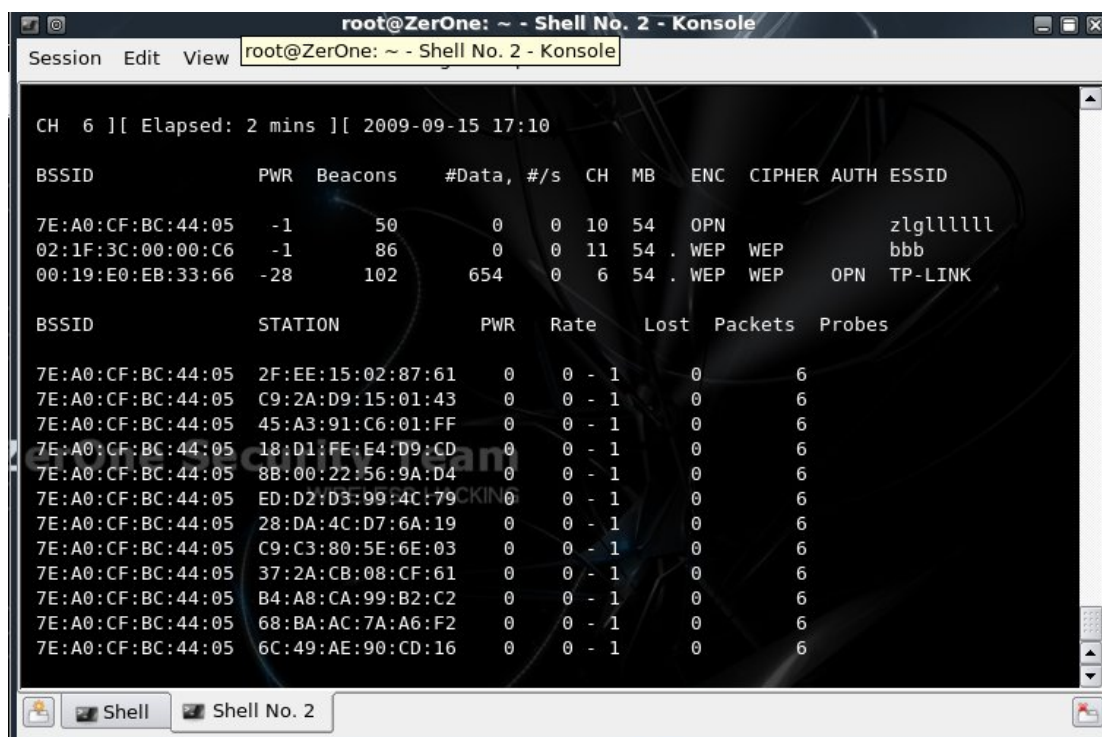 root@ZerOne: ~ - Shell No. 2 - Konsole
Session Edit View
root@ZerOne: ~ - Shell No. 2 - Konsole
CH 6 ][ Elapsed: 2 mins ][ 2009-09-15 17:10
BSSID PWR Beacons #Data, #/s CH MB ENC CIPHER AUTH ESSID
7E:A0:CF:BC:44:05 -1 50 0 0 10 54 OPN zlgllllll
02:1F:3C:00:00:C6 -1 86 0 0 11 54 . WEP WEP bbb
00:19:E0:EB:33:66 -28 102 654 0 6 54 . WEP WEP OPN TP-LINK
BSSID STATION PWR Rate Lost Packets Probes
7E:A0:CF:BC:44:05 2F:EE:15:02:87:61 0 0 - 1 0 6
7E:A0:CF:BC:44:05 C9:2A:D9:15:01:43 0 0 - 1 0 6
7E:A0:CF:BC:44:05 45:A3:91:C6:01:FF 0 0 - 1 0 6
7E:A0:CF:BC:44:05 18:D1:FE:E4:D9:CD 0 0 - 1 0 6
ZerOne Security Team
7E:A0:CF:BC:44:05 8B:00:22:56:9A:D4 0 0 - 1 0 6
WIRELESS HACKING
7E:A0:CF:BC:44:05 ED:D2:D3:99:4C:79 0 0 - 1 0 6
7E:A0:CF:BC:44:05 28:DA:4C:D7:6A:19 0 0 - 1 0 6
7E:A0:CF:BC:44:05 C9:C3:80:5E:6E:03 0 0 - 1 0 6
7E:A0:CF:BC:44:05 37:2A:CB:08:CF:61 0 0 - 1 0 6
7E:A0:CF:BC:44:05 B4:A8:CA:99:B2:C2 0 0 - 1 0 6
7E:A0:CF:BC:44:05 68:BA:AC:7A:A6:F2 0 0 - 1 0 6
7E:A0:CF:BC:44:05 6C:49:AE:90:CD:16 0 0 - 1 0 6
Shell Shell No. 2